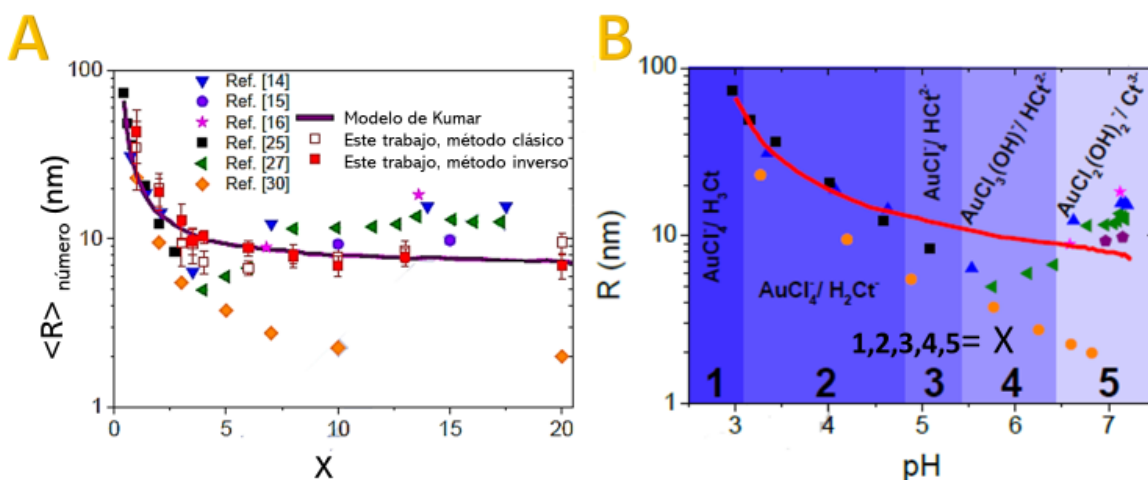 A
B
<R> número (nm)
100
10
1
0
5
10
15
20
X
Ref. [14]
Ref. [15]
Ref. [16]
Ref. [25]
Ref. [27]
Ref. [30]
Modelo de Kumar
Este trabajo, método clásico
Este trabajo, método inverso
R (nm)
100
10
1
AuCl₄⁻/ H₃Ct
AuCl₄⁻/ H₂Ct⁻
AuCl₄⁻/ HCt²⁻
AuCl₃(OH)⁻/ HCt²⁻
AuCl₂(OH)₂⁻/ Ct³⁻
1,2,3,4,5= X
1
2
3
4
5
3
4
5
6
7
pH